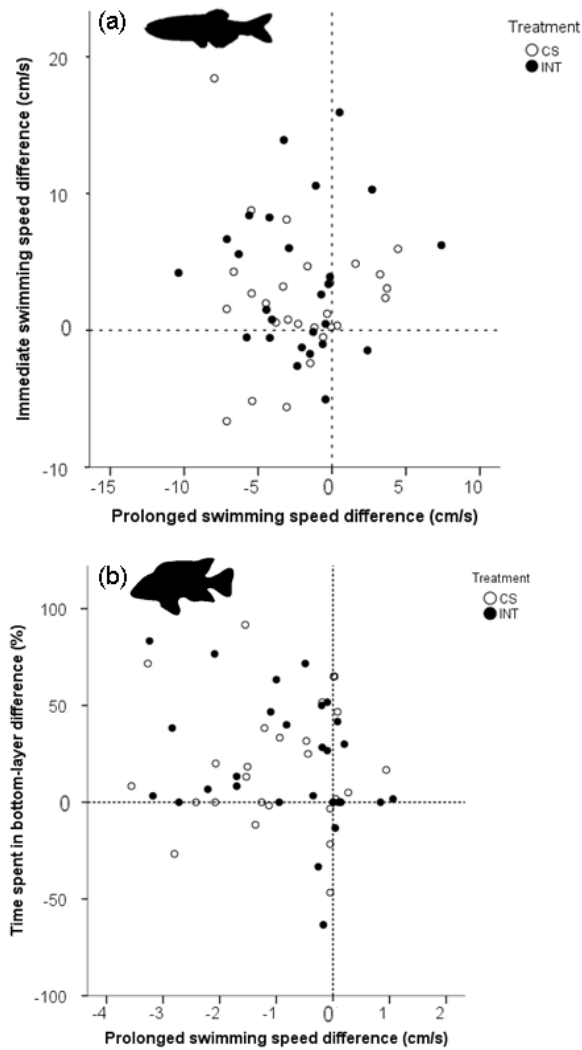 (a)
Treatment
CS
INT
Immediate swimming speed difference (cm/s)
20
10
0
-10
-15
-10
-5
0
5
10
Prolonged swimming speed difference (cm/s)
(b)
Treatment
CS
INT
Time spent in bottom-layer difference (%)
100
50
0
-50
-100
-4
-3
-2
-1
0
1
2
Prolonged swimming speed difference (cm/s)